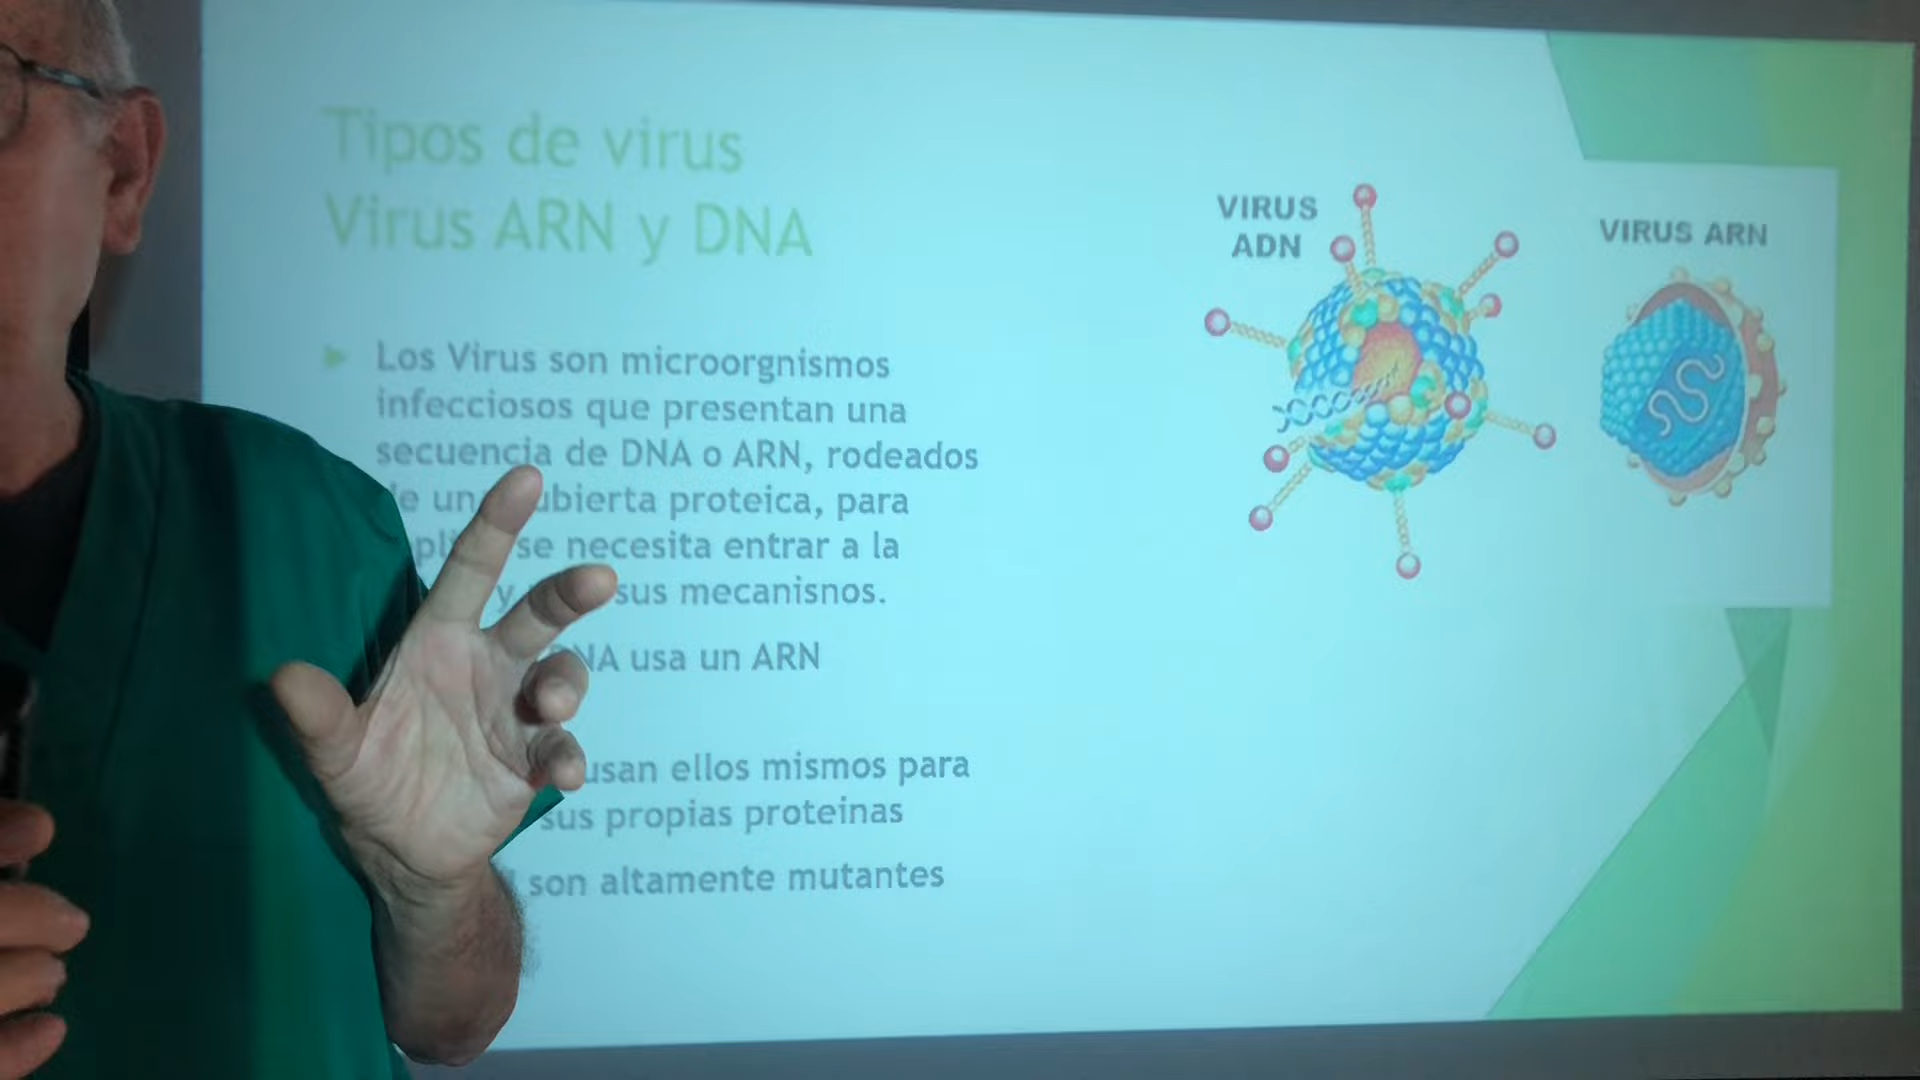 Tipos de virus
Virus ARN y DNA
Los Virus son microorgnismos
infecciosos que presentan una
secuencia de DNA o ARN, rodeados
proteica, para
se necesita entrar a la
y sus mecanisnos.
usa un ARN
usan ellos mismos para
sus propias proteinas
son altamente mutantes
VIRUS
ADN
VIRUS ARN